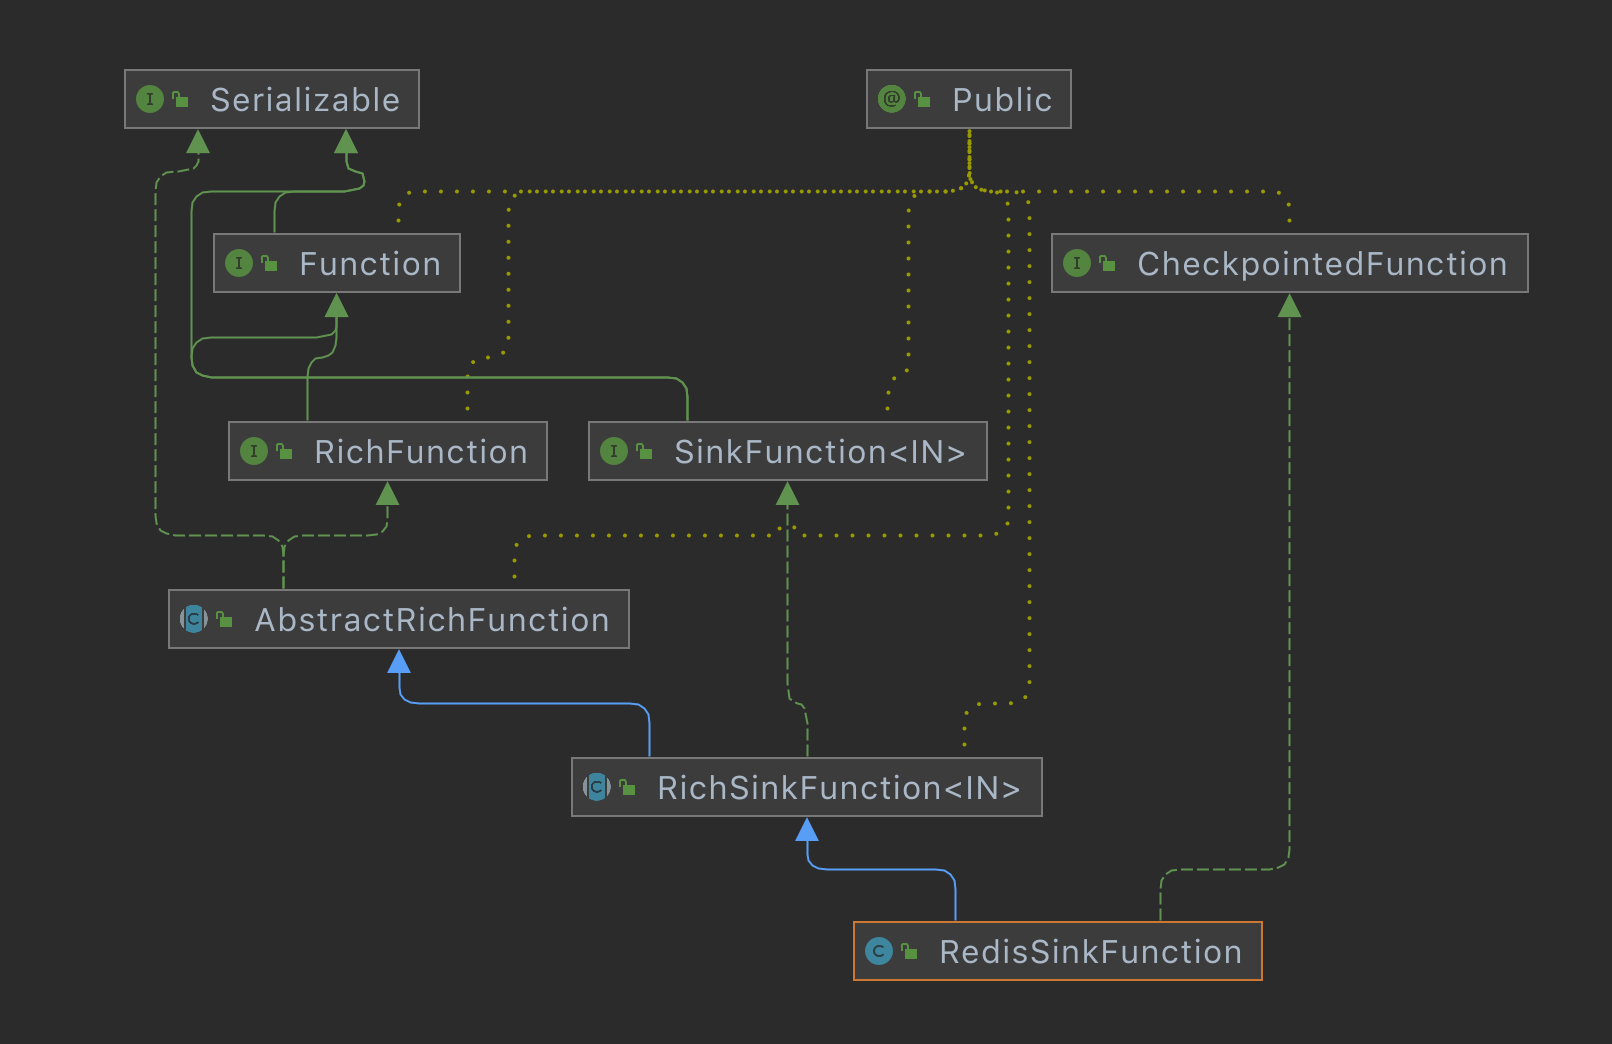 Serializable
Public
Function
CheckpointedFunction
RichFunction
SinkFunction<IN>
AbstractRichFunction
RichSinkFunction<IN>
RedisSinkFunction